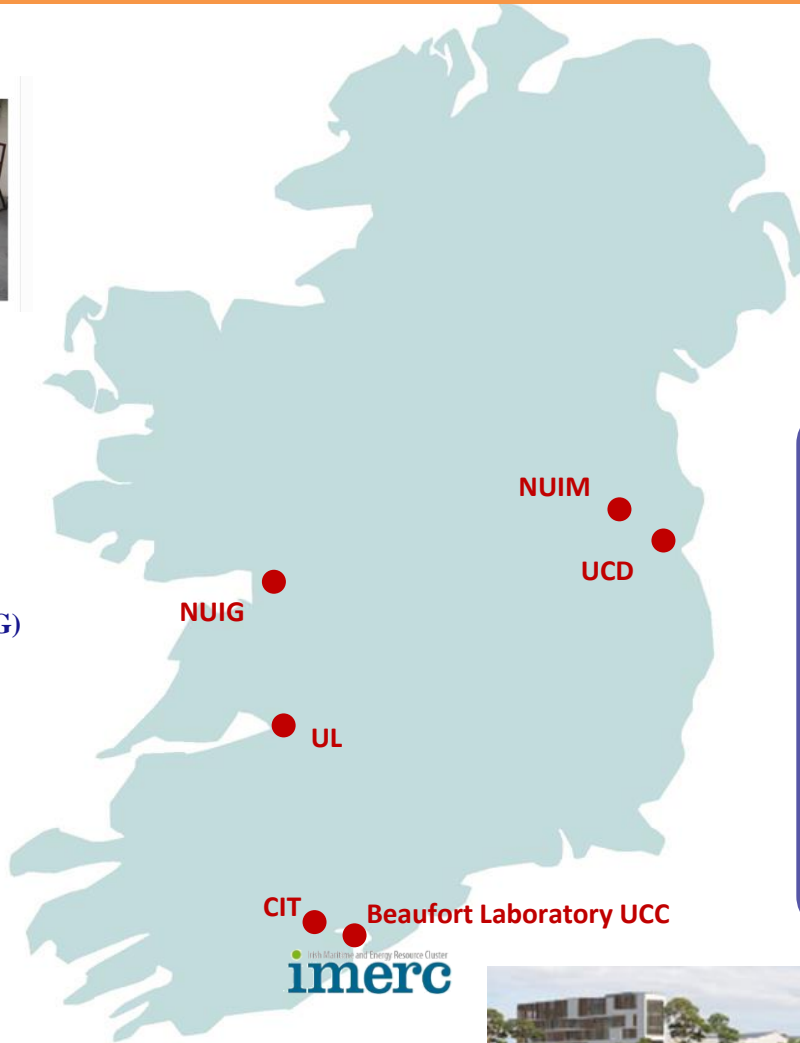 NUIM
UCD
NUIG
G)
UL
CIT
Beaufort Laboratory UCC
Irish Maritime and Energy Resource Cluster
imerc